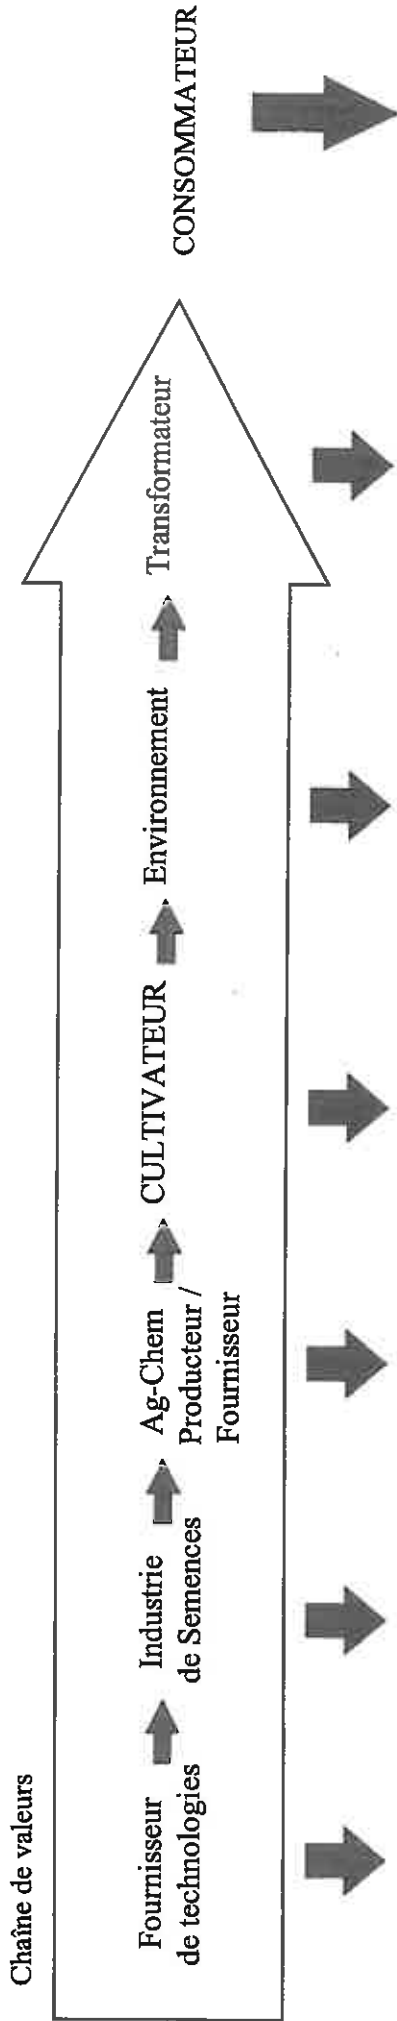 Chaîne de valeurs
Fournisseur
de technologies
Industrie
de Semences
Ag-Chem
Producteur /
Fournisseur
CULTIVATEUR
Environnement
Transformateur
CONSOMMATEUR